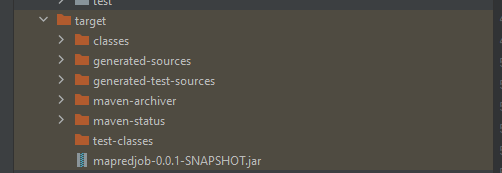 test
target
classes
generated-sources
generated-test-sources
maven-archiver
maven-status
test-classes
mapredjob-0.0.1-SNAPSHOT.jar